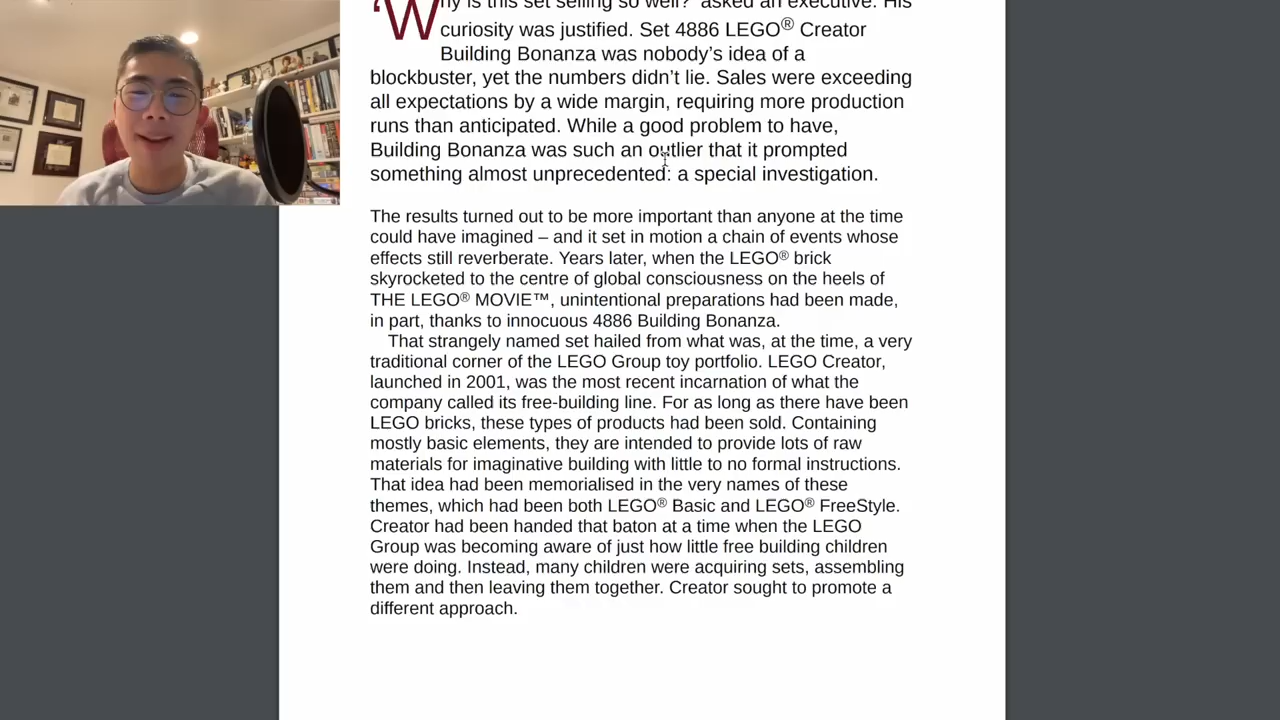 ‘Why is this set selling so well?’ asked an executive. His
curiosity was justified. Set 4886 LEGO® Creator
Building Bonanza was nobody’s idea of a
blockbuster, yet the numbers didn’t lie. Sales were exceeding
all expectations by a wide margin, requiring more production
runs than anticipated. While a good problem to have,
Building Bonanza was such an outlier that it prompted
something almost unprecedented: a special investigation.
The results turned out to be more important than anyone at the time
could have imagined – and it set in motion a chain of events whose
effects still reverberate. Years later, when the LEGO® brick
skyrocketed to the centre of global consciousness on the heels of
THE LEGO® MOVIE™, unintentional preparations had been made,
in part, thanks to innocuous 4886 Building Bonanza.
That strangely named set hailed from what was, at the time, a very
traditional corner of the LEGO Group toy portfolio. LEGO Creator,
launched in 2001, was the most recent incarnation of what the
company called its free-building line. For as long as there have been
LEGO bricks, these types of products had been sold. Containing
mostly basic elements, they are intended to provide lots of raw
materials for imaginative building with little to no formal instructions.
That idea had been memorialised in the very names of these
themes, which had been both LEGO® Basic and LEGO® FreeStyle.
Creator had been handed that baton at a time when the LEGO
Group was becoming aware of just how little free building children
were doing. Instead, many children were acquiring sets, assembling
them and then leaving them together. Creator sought to promote a
different approach.